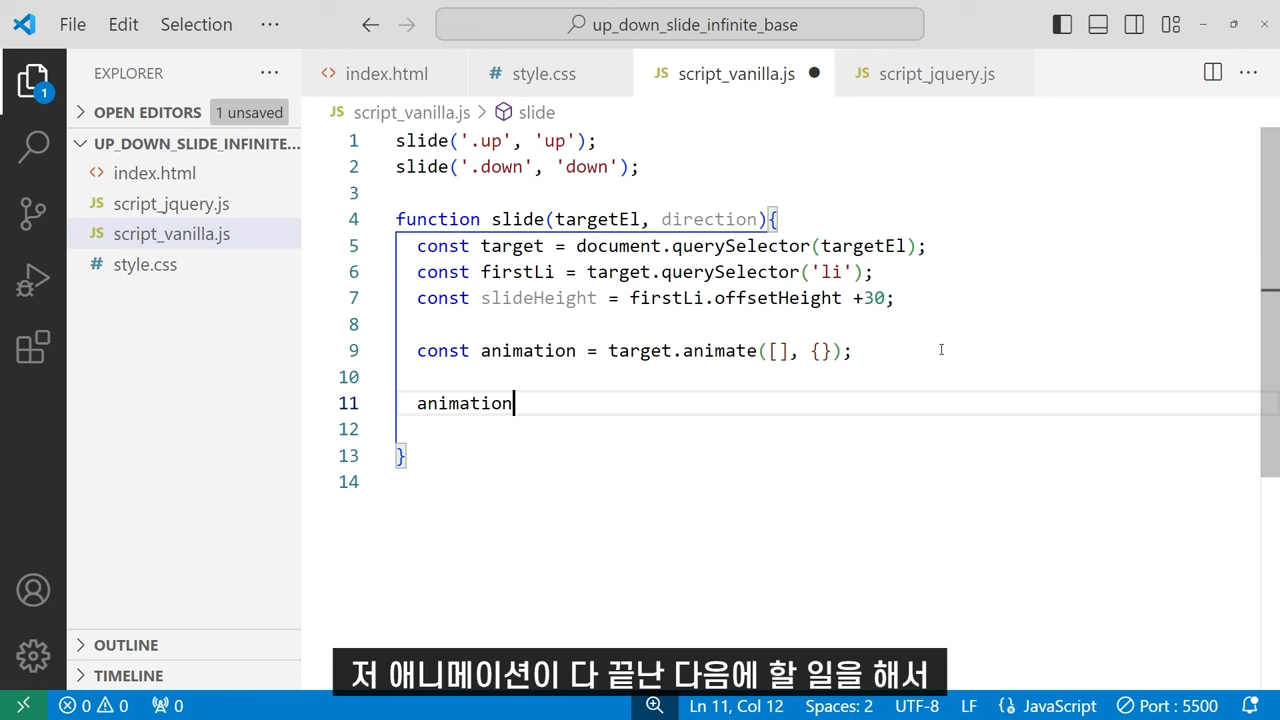 File Edit Selection ···
up_down_slide_infinite_base
EXPLORER ···
index.html style.css script_vanilla.js script_jquery.js ···
OPEN EDITORS 1 unsaved
script_vanilla.js > slide
UP_DOWN_SLIDE_INFINITE...
index.html
script_jquery.js
script_vanilla.js
style.css
1 slide('.up', 'up');
2 slide('.down', 'down');
3
4 function slide(targetEl, direction){
5 const target = document.querySelector(targetEl);
6 const firstLi = target.querySelector('li');
7 const slideHeight = firstLi.offsetHeight +30;
8
9 const animation = target.animate([], {});
10
11 animation
12
13 }
14
OUTLINE
TIMELINE
저 애니메이션이 다 끝난 다음에 할 일을 해서
0 0 0 Ln 11, Col 12 Spaces: 2 UTF-8 LF JavaScript Port : 5500